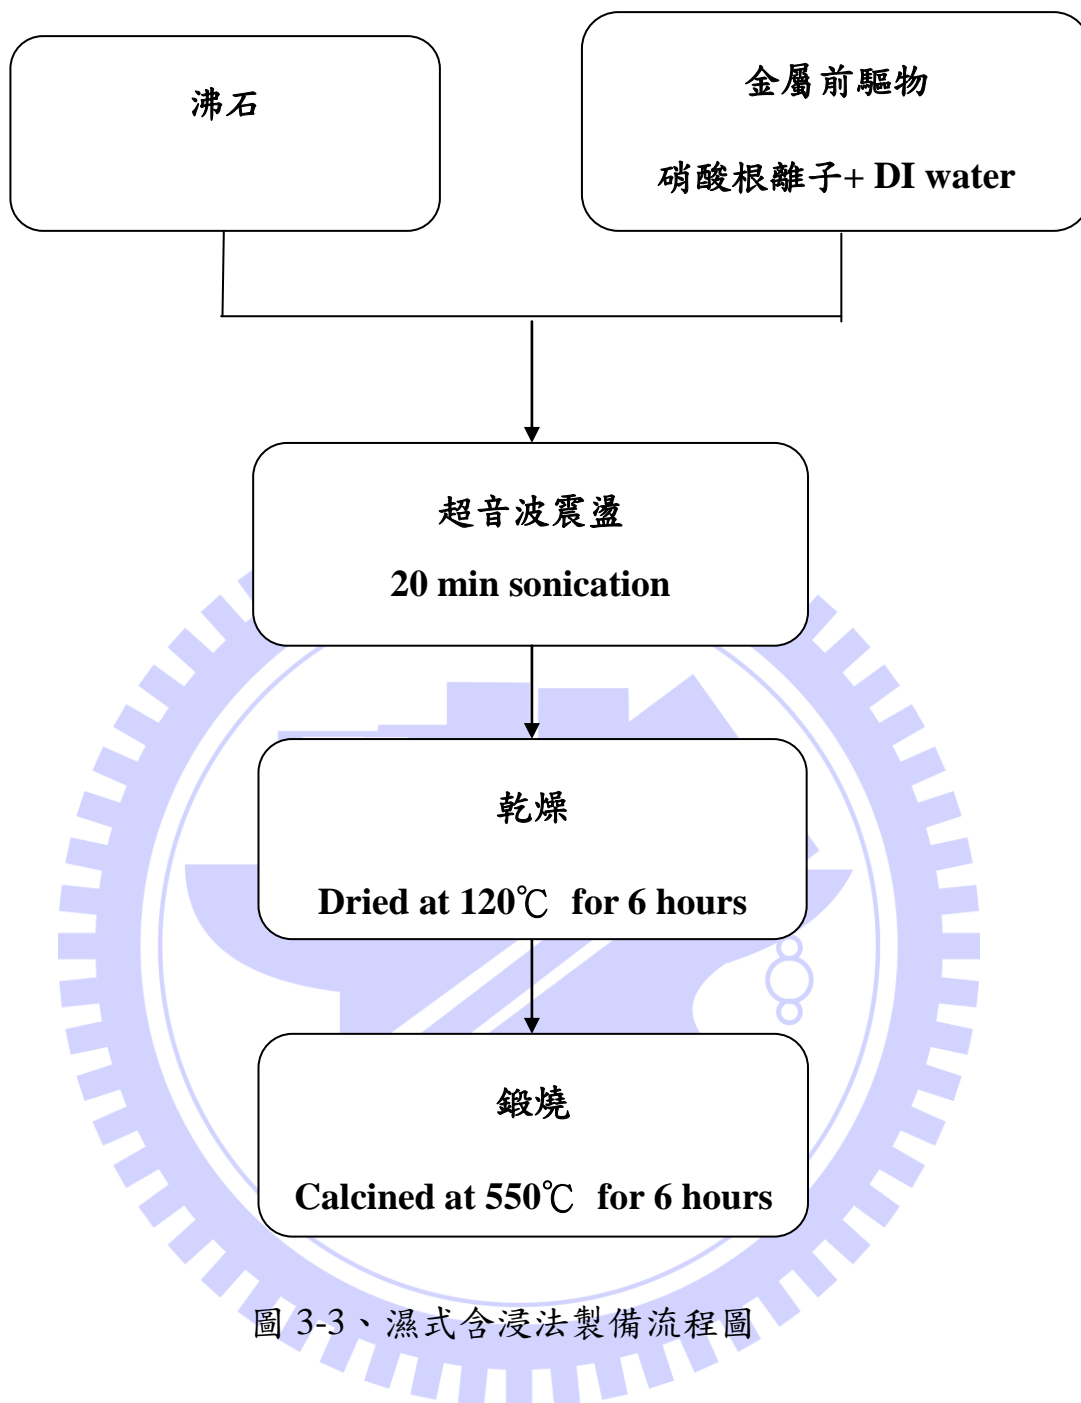 沸石
金屬前驅物
硝酸根離子+ DI water
超音波震盪
20 min sonication
乾燥
Dried at 120℃ for 6 hours
鍛燒
Calcined at 550℃ for 6 hours
圖 3-3、濕式含浸法製備流程圖